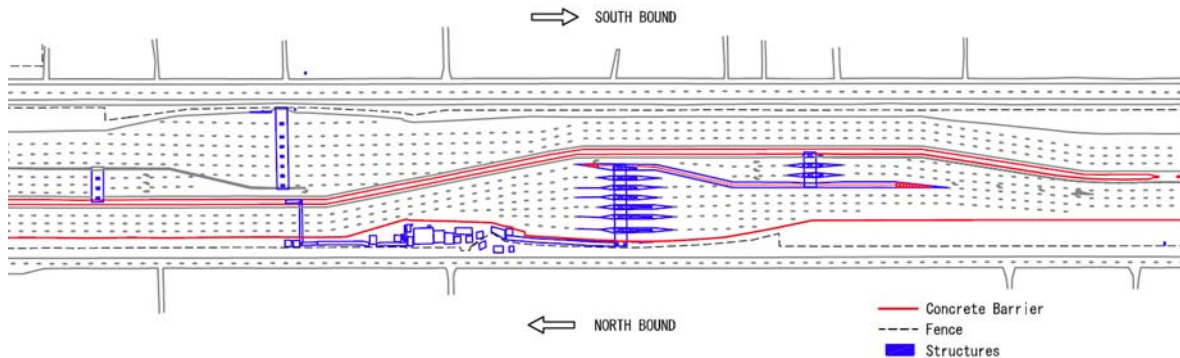 SOUTH BOUND
NORTH BOUND
Concrete Barrier
Fence
Structures